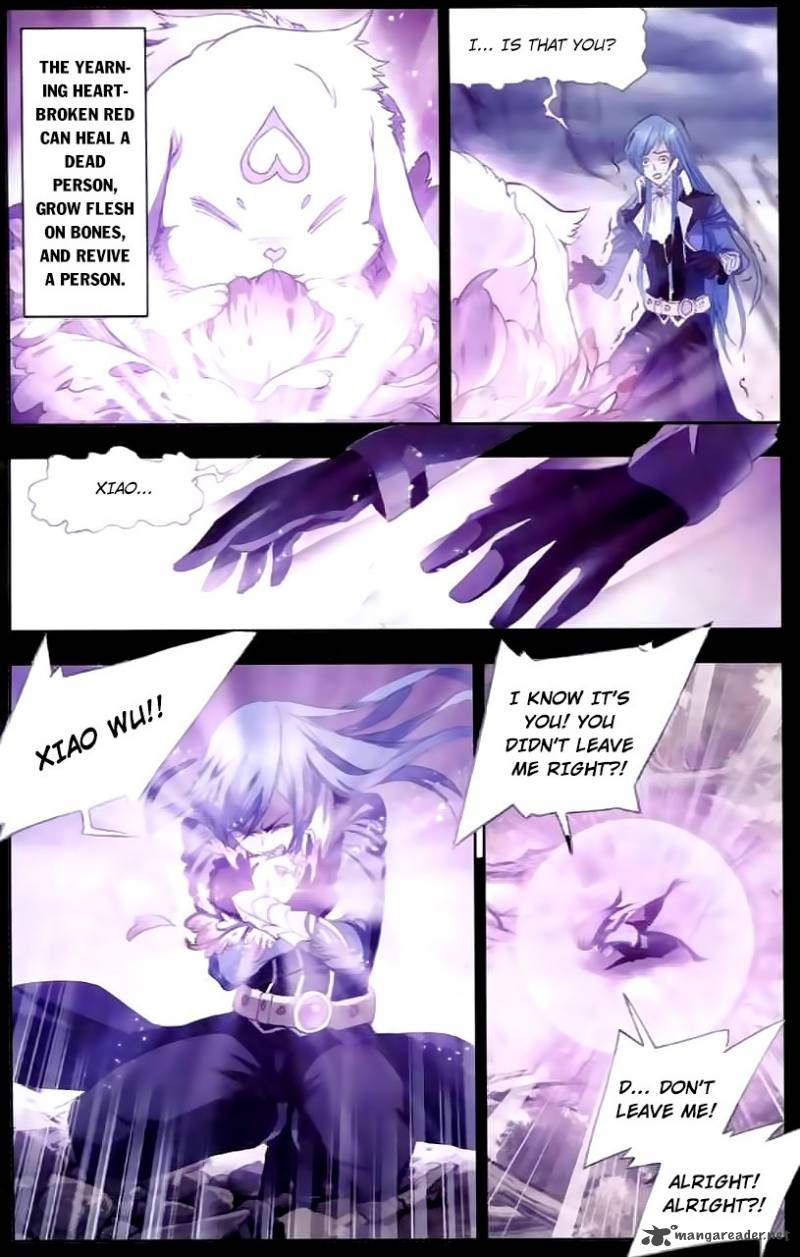 THE YEARN-
ING HEART-
BROKEN RED
CAN HEAL A
DEAD
PERSON,
GROW FLESH
ON BONES,
AND REVIVE
A PERSON.
I... IS THAT YOU?
XIAO...
XIAO WU!!
I KNOW IT'S
YOU! YOU
DIDN'T LEAVE
ME RIGHT?!
D... DON'T
LEAVE ME!
ALRIGHT!
ALRIGHT?!
mangareader.net